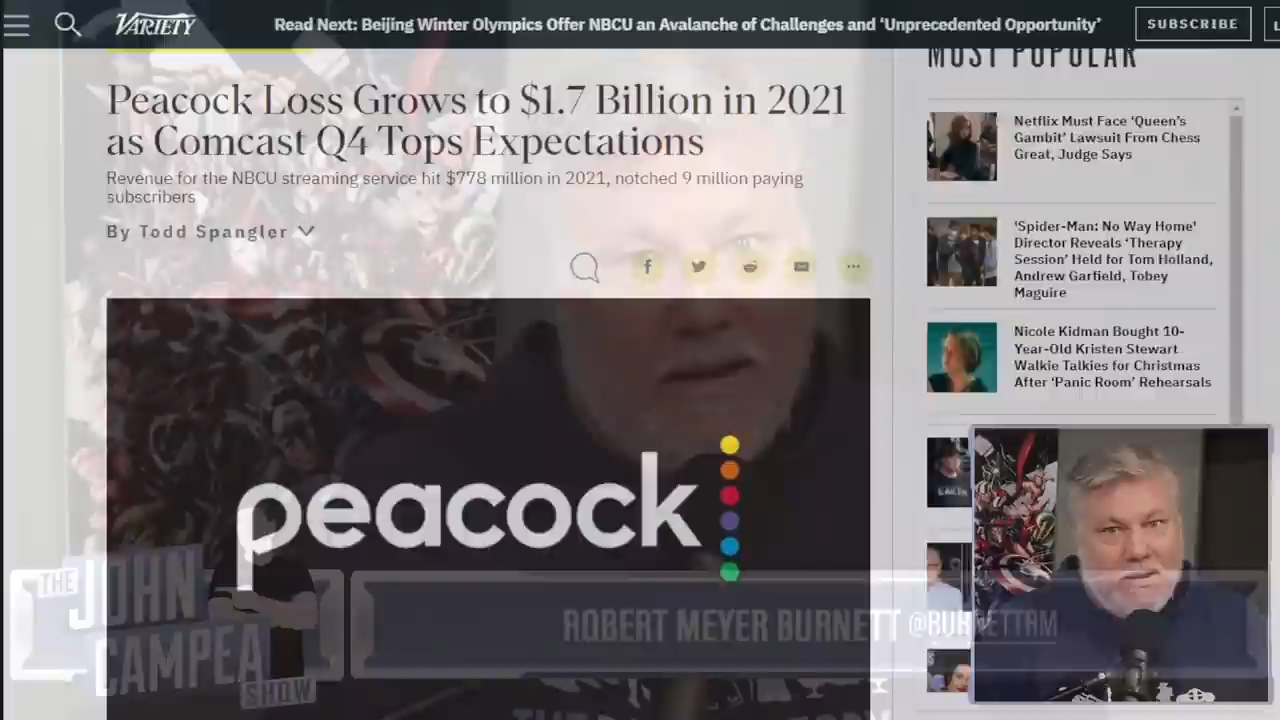 VARIETY
Read Next: Beijing Winter Olympics Offer NBCU an Avalanche of Challenges and ‘Unprecedented Opportunity’
SUBSCRIBE
Peacock Loss Grows to $1.7 Billion in 2021
as Comcast Q4 Tops Expectations
Revenue for the NBCU streaming service hit $778 million in 2021, notched 9 million paying
subscribers
By Todd Spangler
MOST POPULAR
Netflix Must Face ‘Queen's
Gambit’ Lawsuit From Chess
Great, Judge Says
‘Spider-Man: No Way Home’
Director Reveals ‘Therapy
Session’ Held for Tom Holland,
Andrew Garfield, Tobey
Maguire
Nicole Kidman Bought 10-
Year-Old Kristen Stewart
Walkie Talkies for Christmas
After ‘Panic Room’ Rehearsals
peacock
THE
JOHN
CAMPEA
SHOW
ROBERT MEYER BURNETT @BURNETTRM